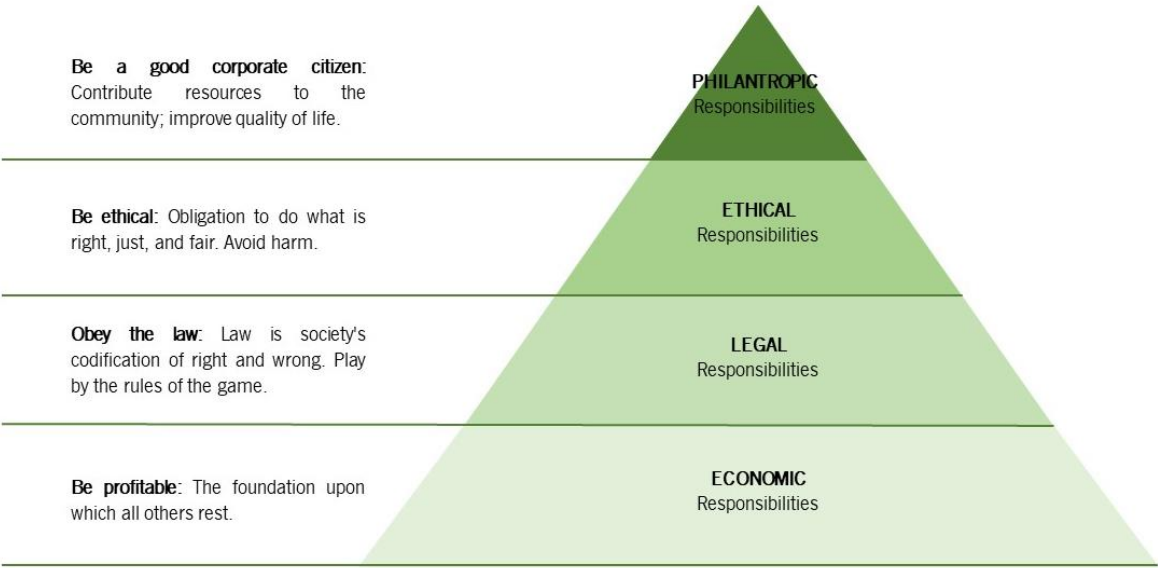 Be a good corporate citizen:
Contribute resources to the
community; improve quality of life.
PHILANTROPIC
Responsibilities
Be ethical: Obligation to do what is
right, just, and fair. Avoid harm.
ETHICAL
Responsibilities
Obey the law: Law is society's
codification of right and wrong. Play
by the rules of the game.
LEGAL
Responsibilities
Be profitable: The foundation upon
which all others rest.
ECONOMIC
Responsibilities